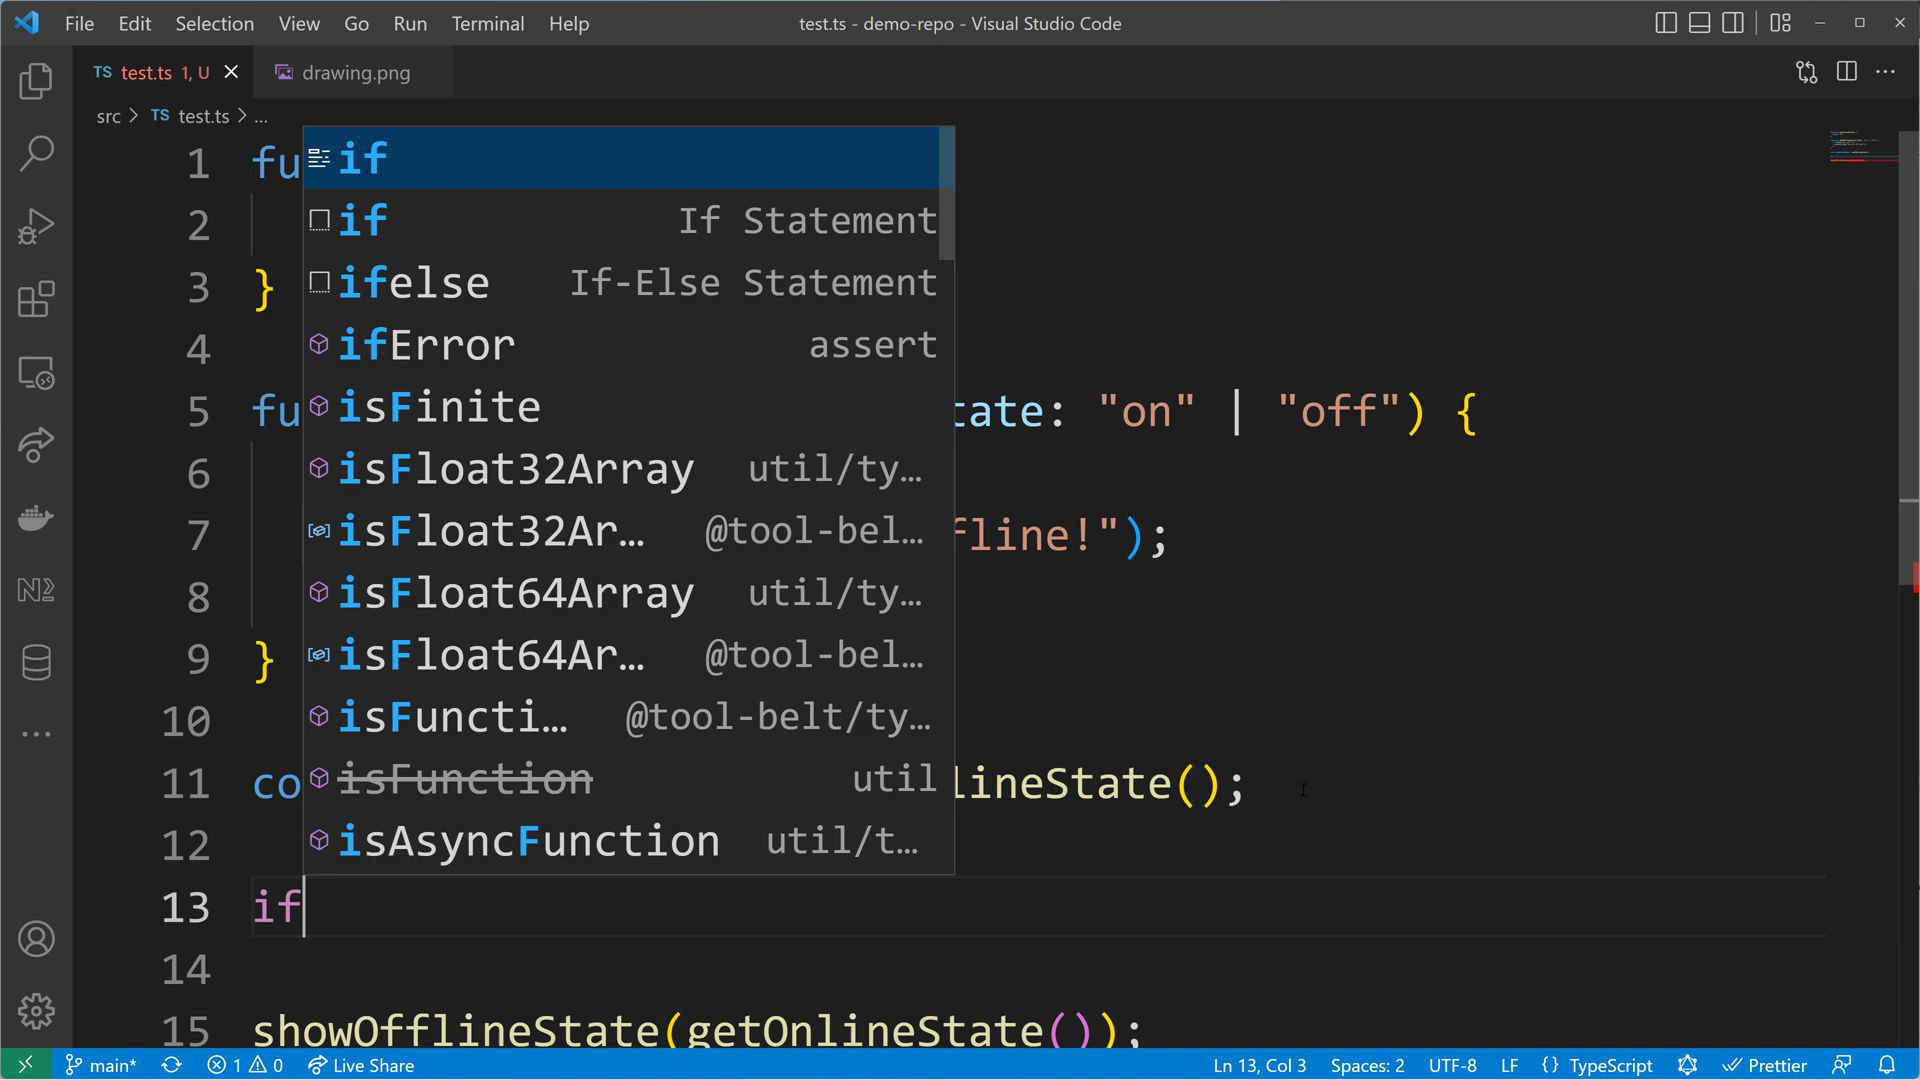 File Edit Selection View Go Run Terminal Help test.ts - demo-repo - Visual Studio Code
TS test.ts 1, U drawing.png
src > TS test.ts > ...
1 fu if
2 if If Statement
3 } ifelse If-Else Statement
4 ifError assert
isFinite
5 fu tate: "on" | "off") {
6 isFloat32Array util/ty...
7 isFloat32Ar... @tool-bel... fline!");
8 isFloat64Array util/ty...
9 } isFloat64Ar... @tool-bel...
10 isFuncti... @tool-belt/ty...
11 co isFunction util lineState();
12 isAsyncFunction util/t...
13 if
14
15 showOfflineState(getOnlineState());
main* 1 0 Live Share Ln 13, Col 3 Spaces: 2 UTF-8 LF {} TypeScript Prettier